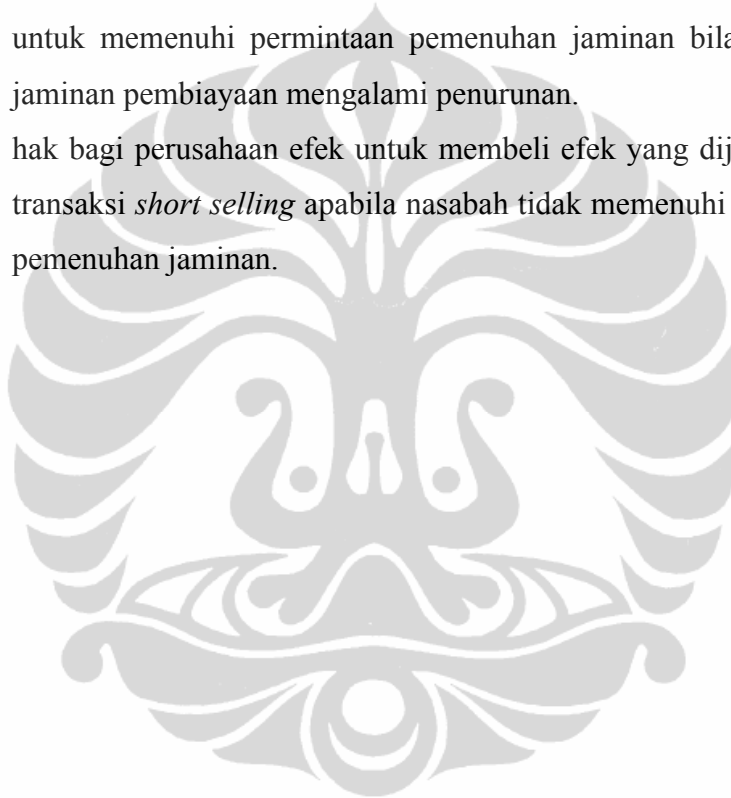 untuk memenuhi permintaan pemenuhan jaminan bila
jaminan pembiayaan mengalami penurunan.
hak bagi perusahaan efek untuk membeli efek yang dij
transaksi short selling apabila nasabah tidak memenuhi
pemenuhan jaminan.